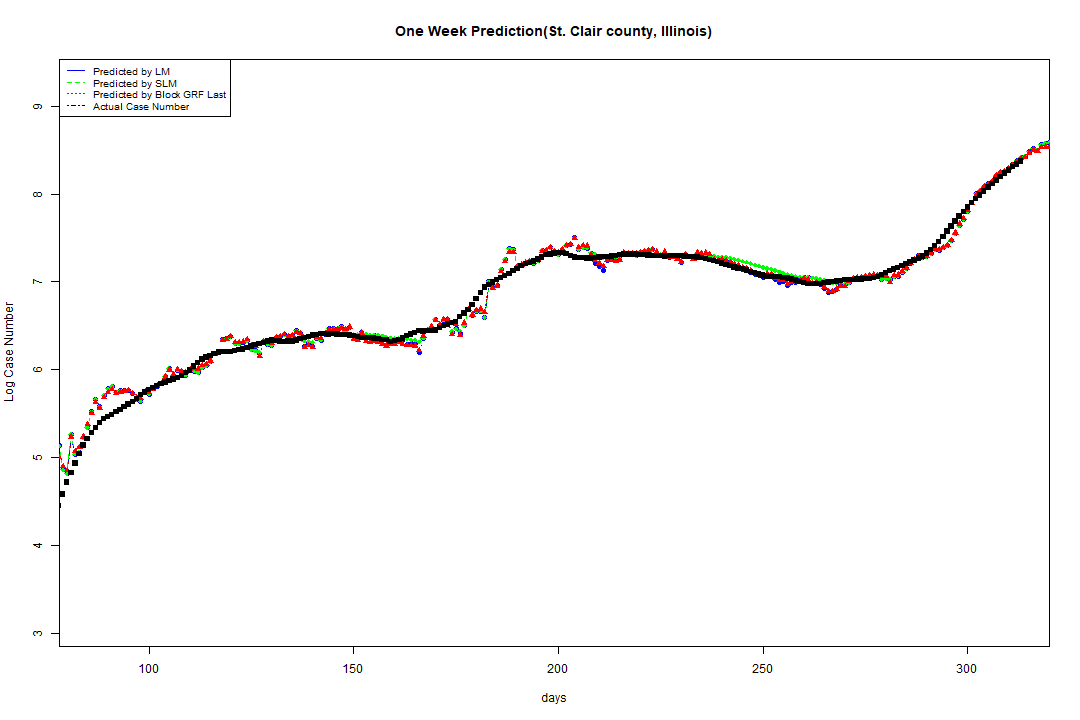 One Week Prediction(St. Clair county, Illinois)
Predicted by LM
Predicted by SLM
Predicted by Block GRF Last
Actual Case Number
9
8
7
6
5
4
3
Log Case Number
100 150 200 250 300
days